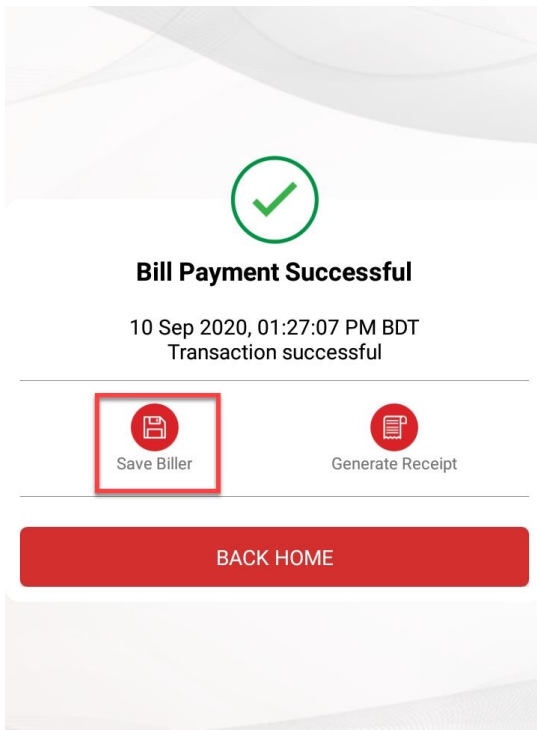 Bill Payment Successful
10 Sep 2020, 01:27:07 PM BDT
Transaction successful
Save Biller
Generate Receipt
BACK HOME